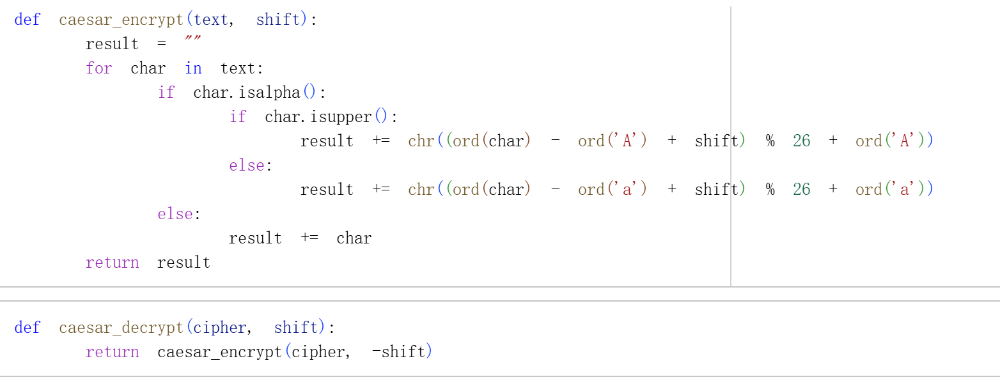 def caesar_encrypt(text, shift):
    result = ""
    for char in text:
        if char.isalpha():
            if char.isupper():
                result += chr((ord(char) - ord('A') + shift) % 26 + ord('A'))
            else:
                result += chr((ord(char) - ord('a') + shift) % 26 + ord('a'))
        else:
            result += char
    return result
def caesar_decrypt(cipher, shift):
    return caesar_encrypt(cipher, -shift)